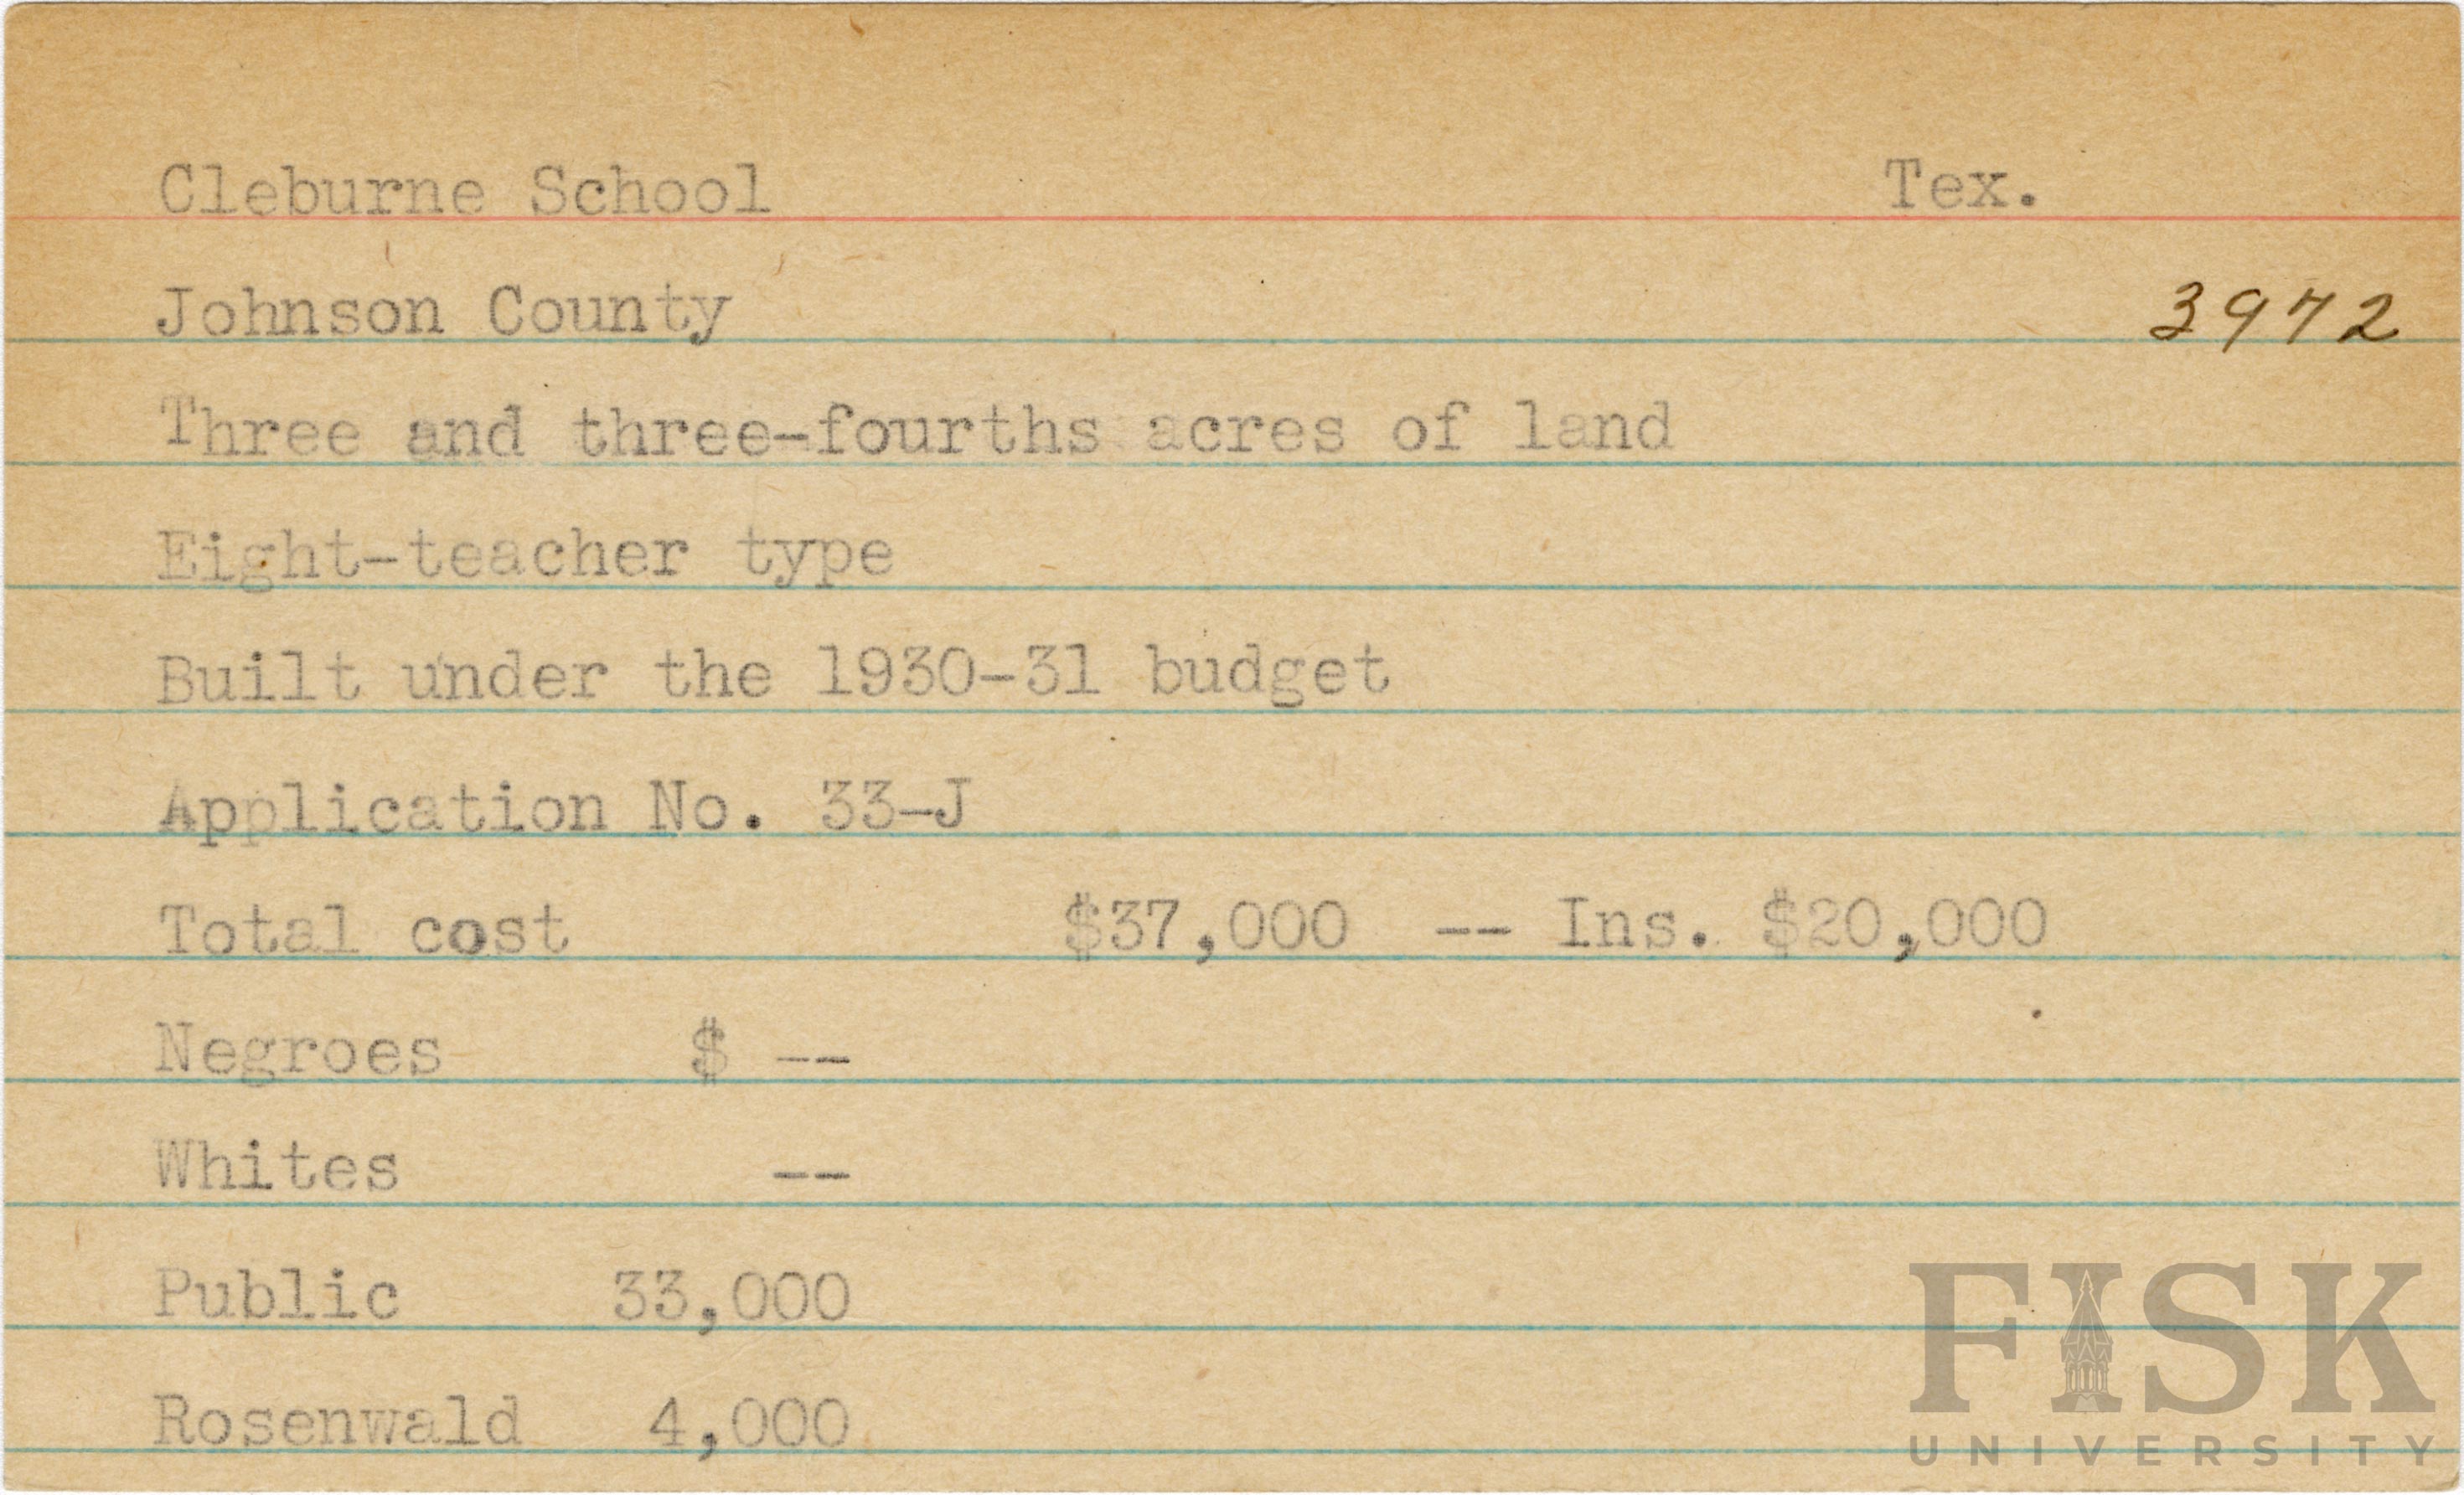 Cleburne School Tex.
Johnson County 3972
Three and three-fourths acres of land
Eight-teacher type
Built under the 1930-31 budget
Application No. 33-J
Total cost $37,000 -- Ins. $20,000
Negroes $ --
Whites --
Public 33,000
Rosenwald 4,000
FISK
UNIVERSITY